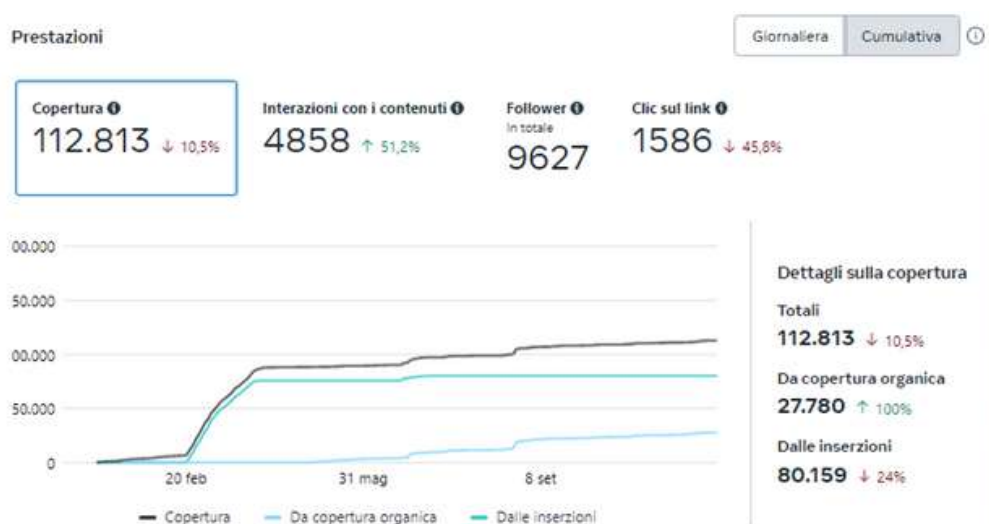 Prestazioni
Giornaliera Cumulativa
Copertura
112.813 ↓ 10,5%
Interazioni con i contenuti
4858 ↑ 51,2%
Follower
In totale
9627
Clic sul link
1586 ↓ 45,8%
00.000
50.000
00.000
50.000
0
20 feb 31 mag 8 set
Copertura Da copertura organica Dalle inserzioni
Dettagli sulla copertura
Totali
112.813 ↓ 10,5%
Da copertura organica
27.780 ↑ 100%
Dalle inserzioni
80.159 ↓ 24%